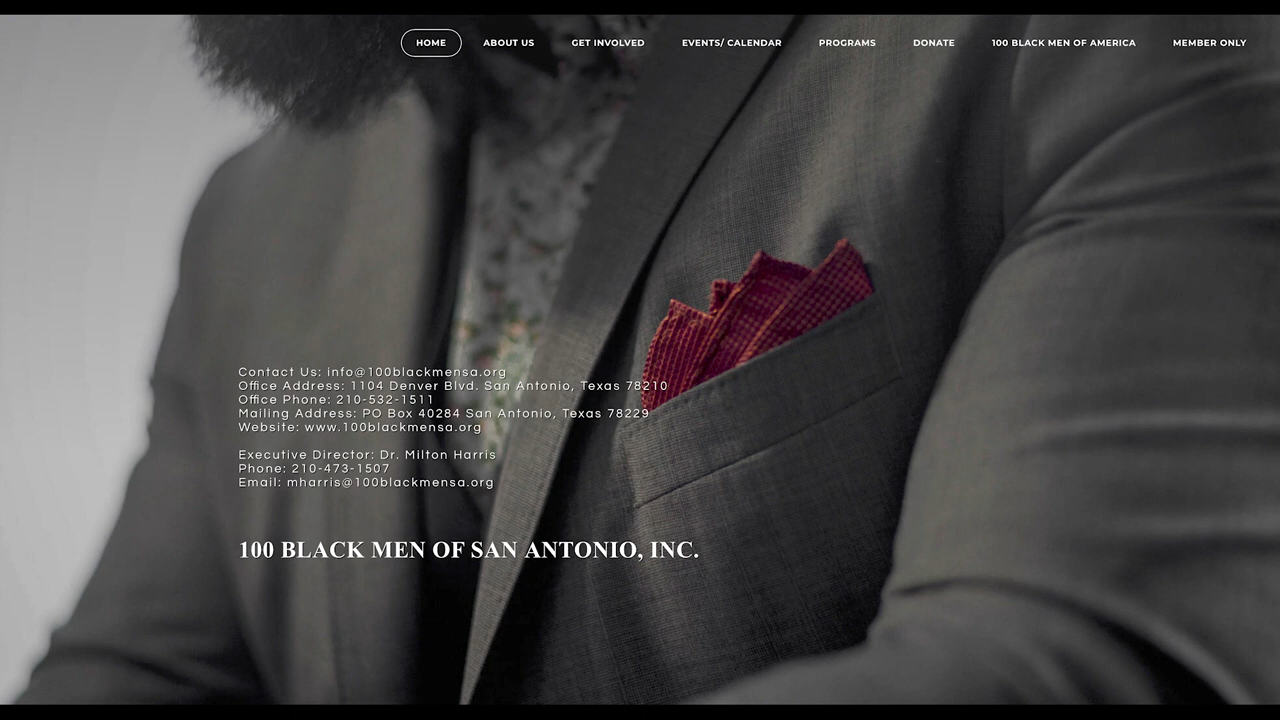 HOME
ABOUT US
GET INVOLVED
EVENTS/ CALENDAR
PROGRAMS
DONATE
100 BLACK MEN OF AMERICA
MEMBER ONLY
Contact Us: info@100blackmensa.org
Office Address: 1104 Denver Blvd. San Antonio, Texas 78210
Office Phone: 210-532-1511
Mailing Address: PO Box 40284 San Antonio, Texas 78229
Website: www.100blackmensa.org
Executive Director: Dr. Milton Harris
Phone: 210-473-1507
Email: mharris@100blackmensa.org
100 BLACK MEN OF SAN ANTONIO, INC.